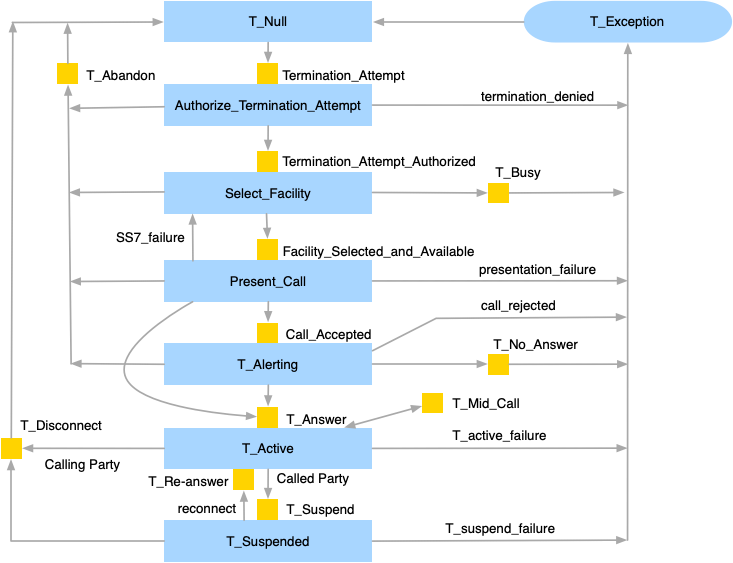 T_Null
T_Exception
T_Abandon
Termination_Attempt
Authorize_Termination_Attempt
termination_denied
Termination_Attempt_Authorized
T_Busy
Select_Facility
SS7_failure
Facility_Selected_and_Available
Present_Call
presentation_failure
call_rejected
Call_Accepted
T_No_Answer
T_Alerting
T_Mid_Call
T_Answer
T_Disconnect
T_Active
T_active_failure
Calling Party
T_Re-answer
Called Party
reconnect
T_Suspend
T_Suspended
T_suspend_failure